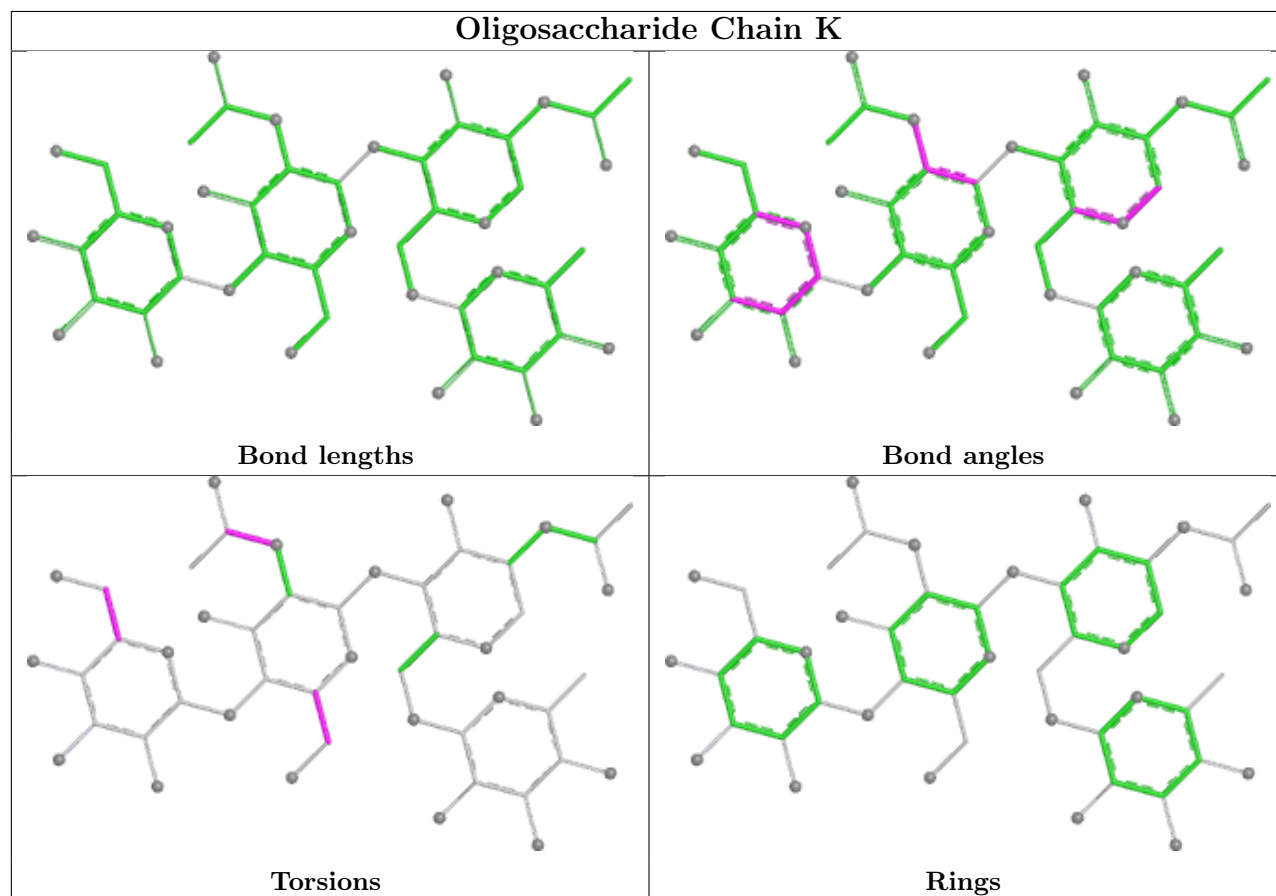 Oligosaccharide Chain K
Bond lengths
Bond angles
Torsions
Rings